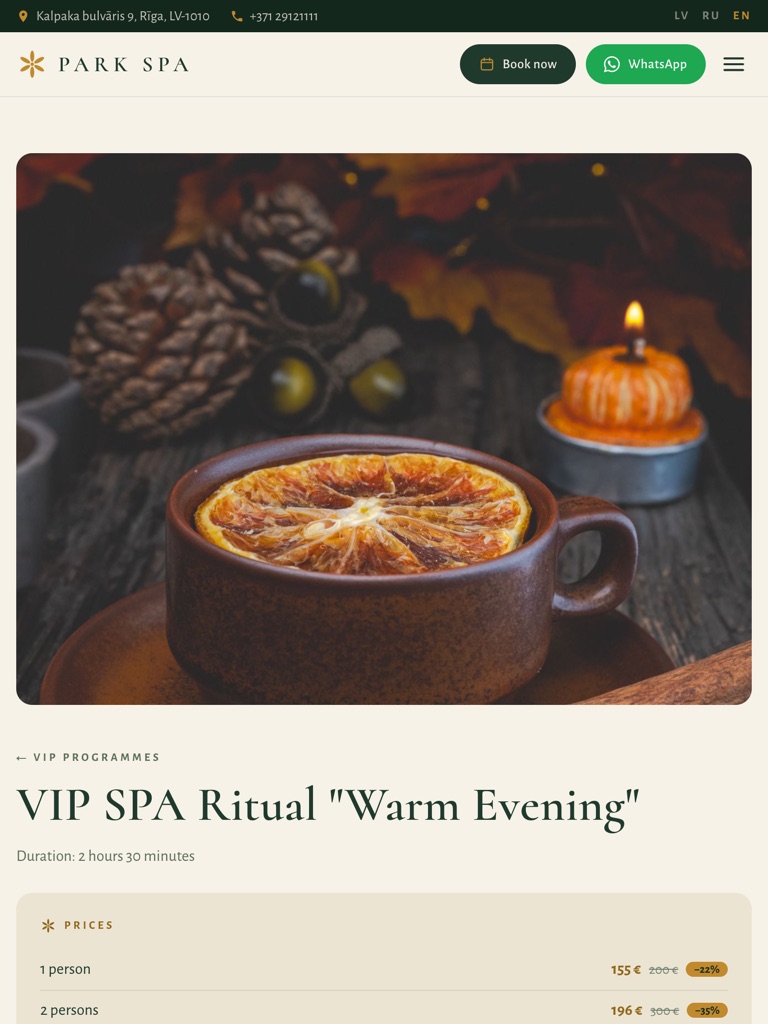 Kalpaka bulvāris 9, Rīga, LV-1010 +371 29121111 LV RU EN
PARK SPA Book now WhatsApp
← VIP PROGRAMMES
VIP SPA Ritual "Warm Evening"
Duration: 2 hours 30 minutes
PRICES
1 person 155 € 200 € −22%
2 persons 196 € 300 € −35%